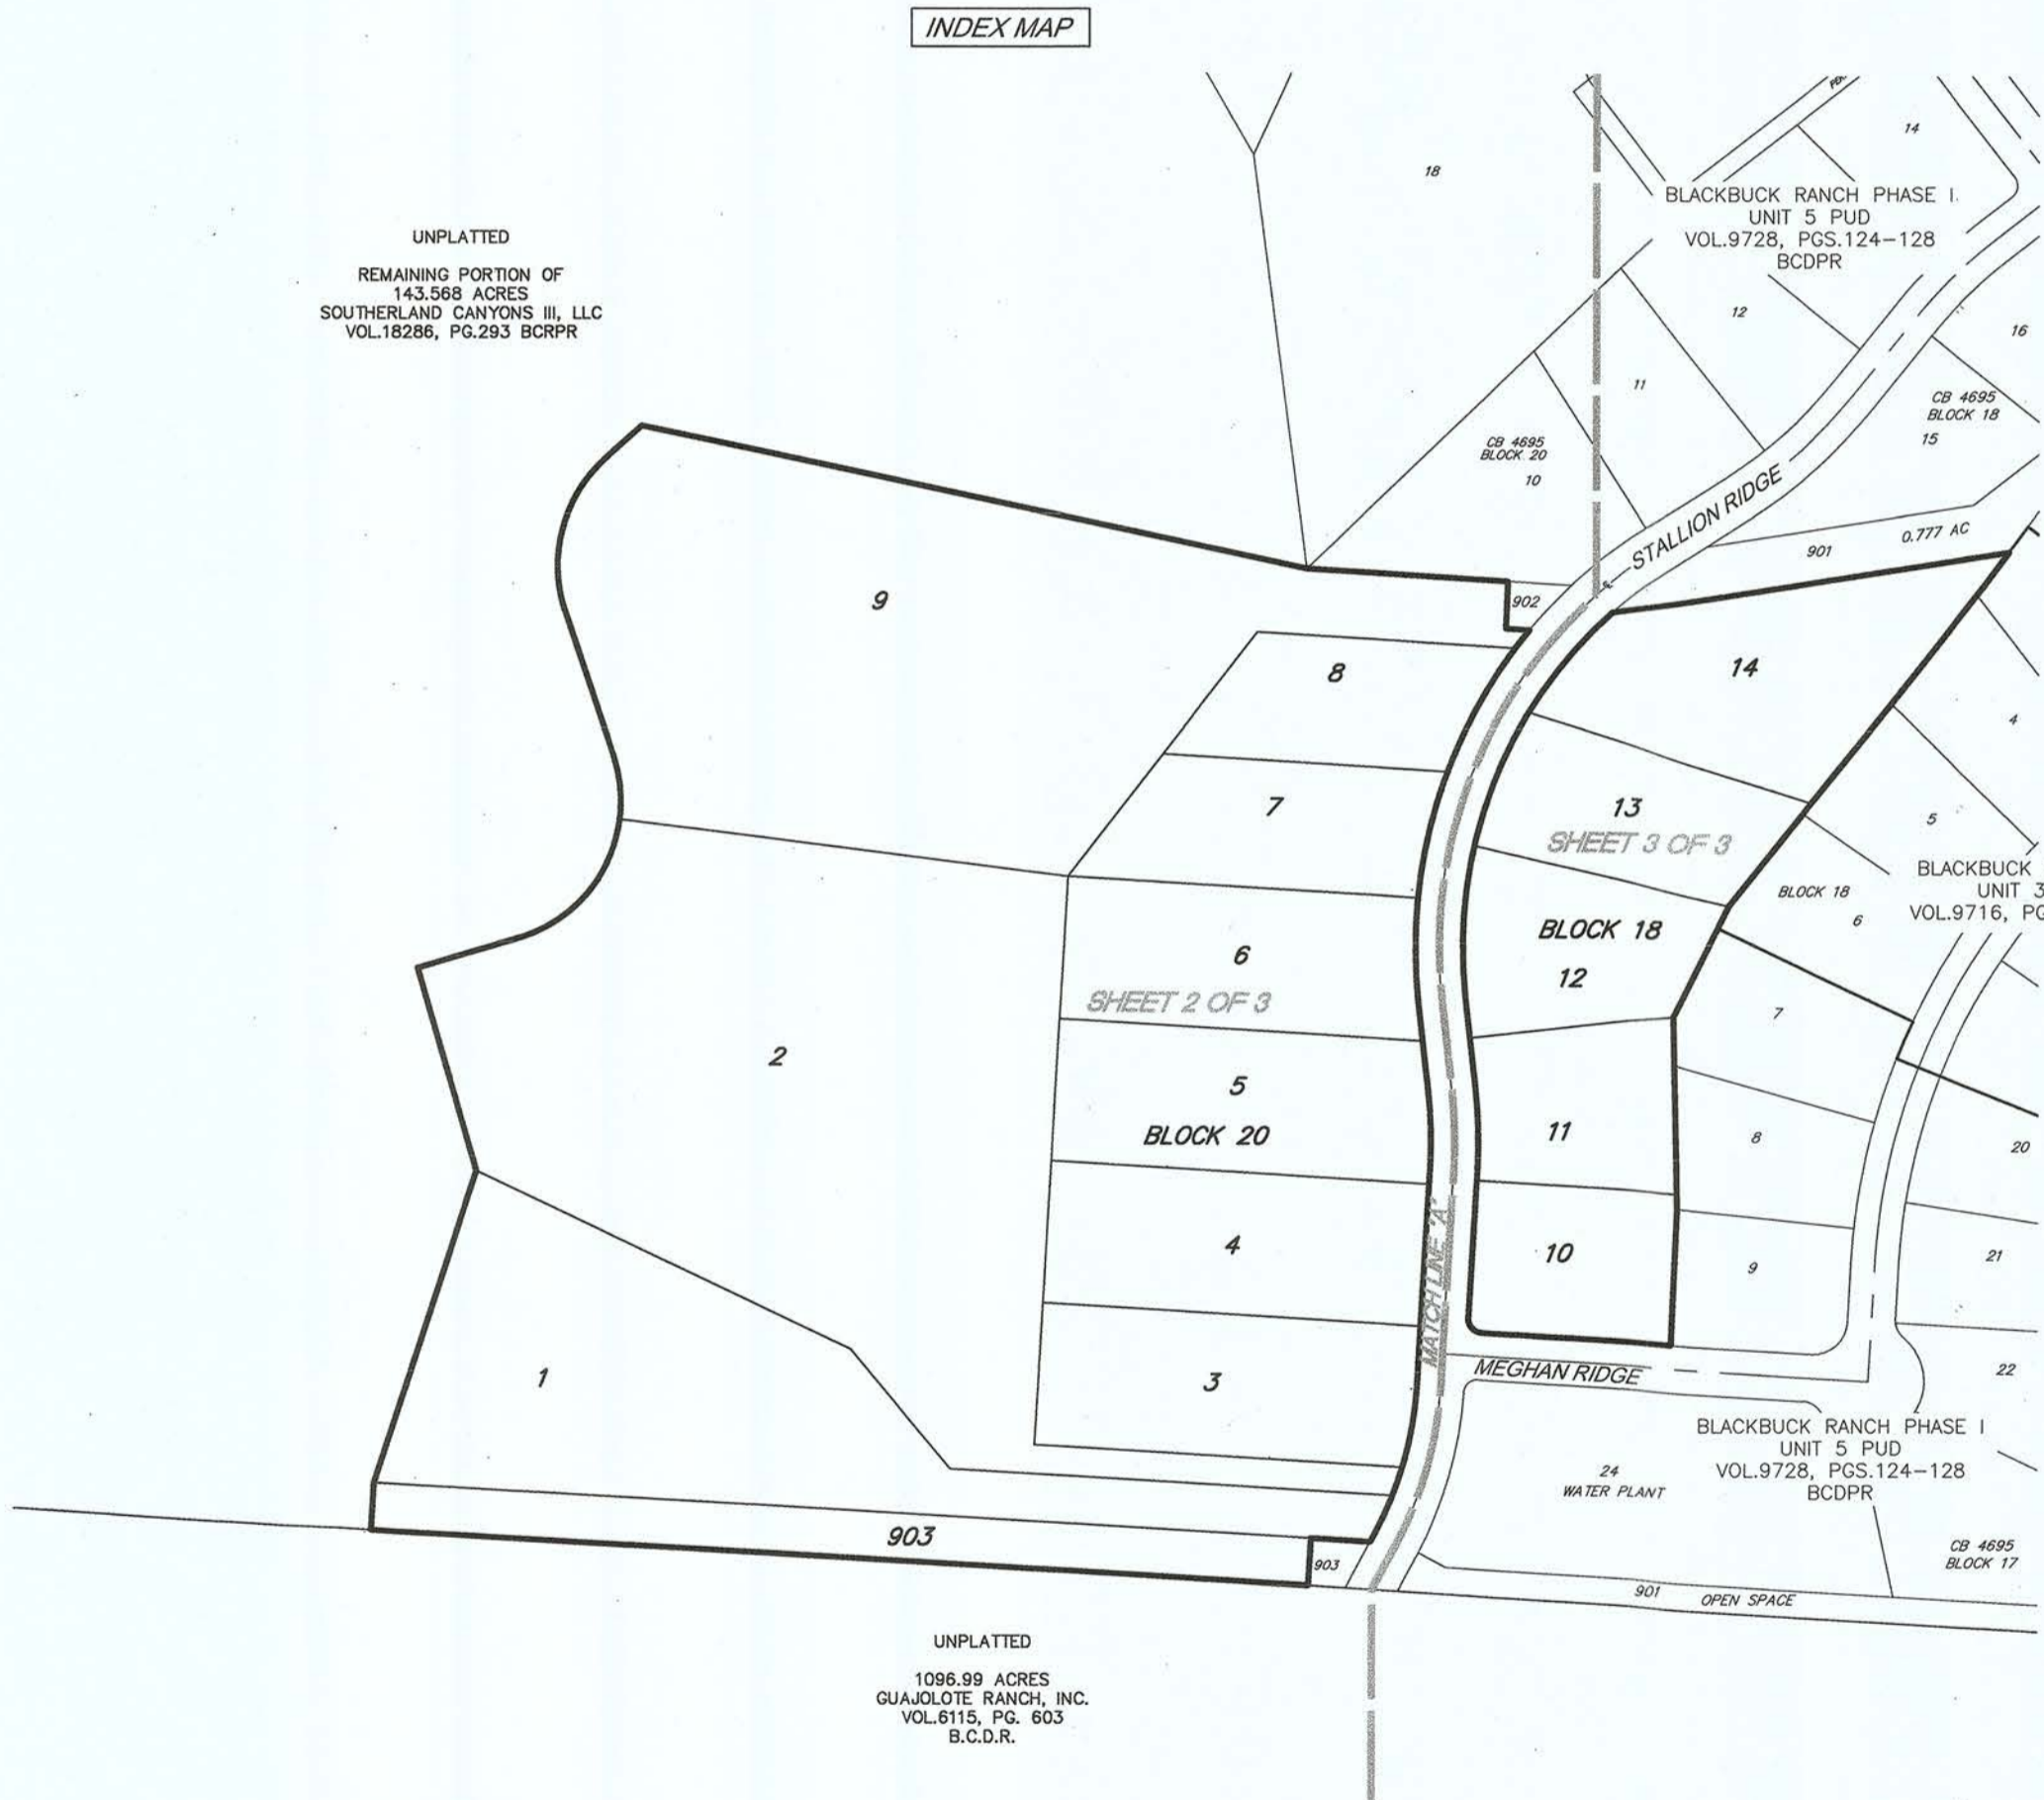 INDEX MAP
18
14
BLACKBUCK RANCH PHASE I
UNIT 5 PUD
VOL.9728, PGS.124-128
BCDPR
UNPLATTED
REMAINING PORTION OF
143.568 ACRES
SOUTHERLAND CANYONS III, LLC
VOL.18286, PG.293 BCRPR
12
16
11
CB 4695
BLOCK 18
15
CB 4695
BLOCK 20
10
STALLION RIDGE
901
0.777 AC
902
9
8
14
4
7
13
SHEET 3 OF 3
5
BLACKBUCK
UNIT 3
VOL.9716, PG
BLOCK 18
6
BLOCK 18
12
6
SHEET 2 OF 3
7
2
5
BLOCK 20
11
8
20
4
10
9
21
MATCH LINE 'A'
1
3
MEGHAN RIDGE
22
BLACKBUCK RANCH PHASE I
UNIT 5 PUD
VOL.9728, PGS.124-128
BCDPR
24
WATER PLANT
903
903
CB 4695
BLOCK 17
901
OPEN SPACE
UNPLATTED
1096.99 ACRES
GUAJOLOTE RANCH, INC.
VOL.6115, PG. 603
B.C.D.R.